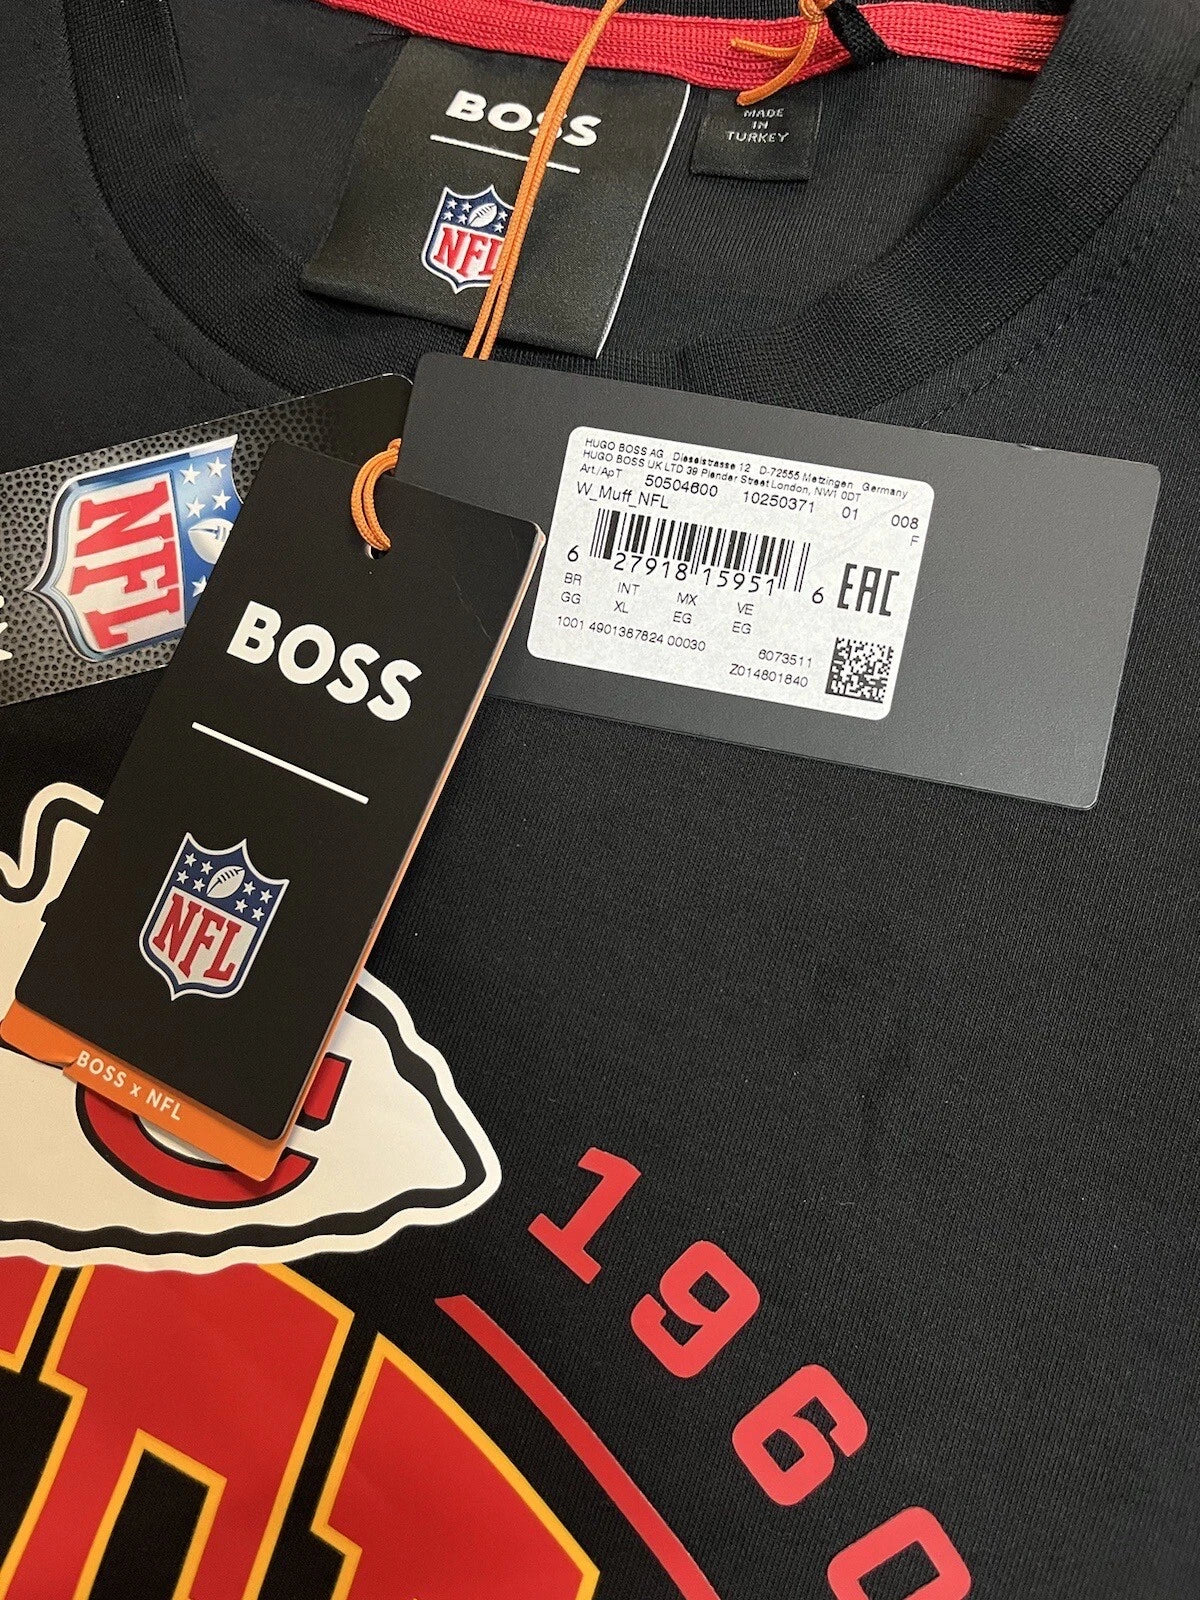 BOSS
NFL
MADE
IN
TURKEY
HUGO BOSS AG Dieselstrasse 12 D-72555 Metzingen Germany
HUGO BOSS UK LTD 39 Plender Street London, NW1 0DT
Art./ApT 50504600 10250371 01 008
W_Muff_NFL F
6 27918 15951 6
EAC
BR INT MX VE
GG XL EG EG
1001 4901387824 00030 6073511
Z014801840
NFL
BOSS
NFL
BOSS x NFL
C
1960